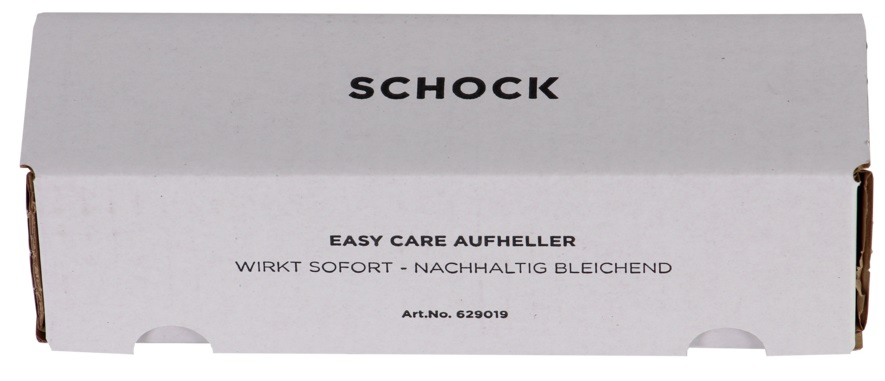 SCHOCK
EASY CARE AUFHELLER
WIRKT SOFORT - NACHHALTIG BLEICHEND
Art.No. 629019